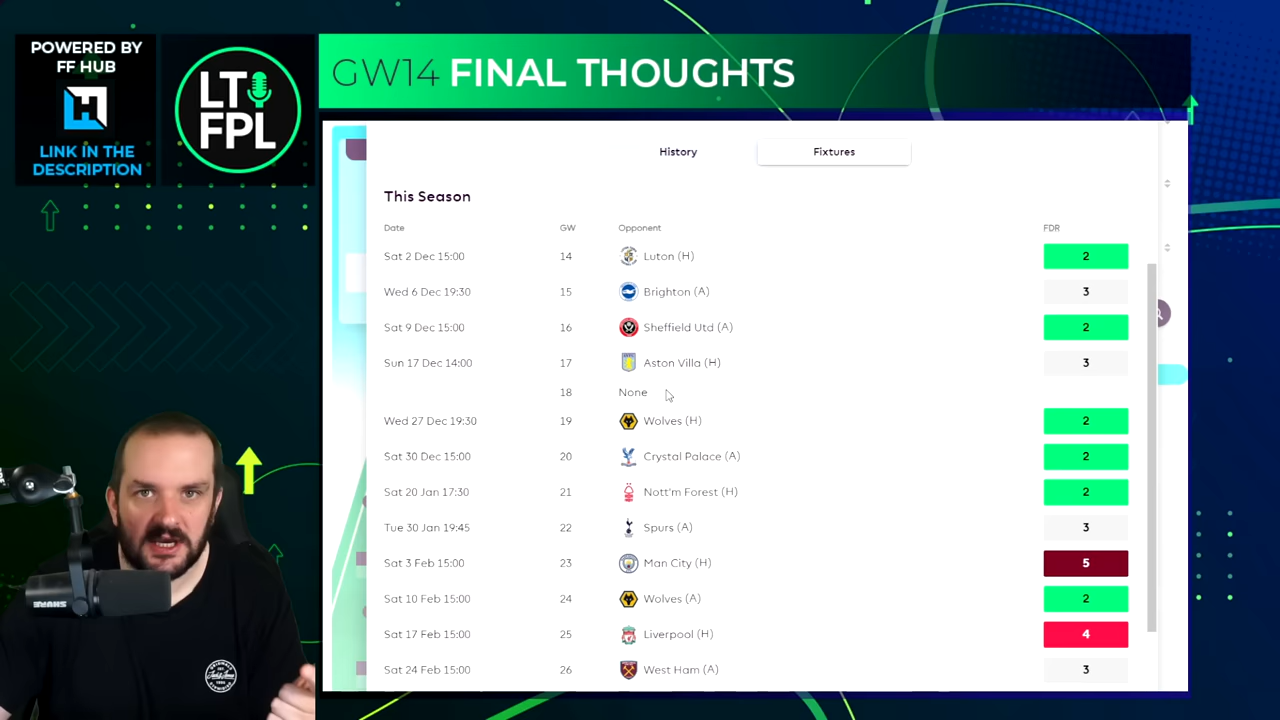 POWERED BY
FF HUB
LINK IN THE
DESCRIPTION
LT
FPL
GW14 FINAL THOUGHTS
History Fixtures
This Season
Date GW Opponent FDR
Sat 2 Dec 15:00 14 Luton (H) 2
Wed 6 Dec 19:30 15 Brighton (A) 3
Sat 9 Dec 15:00 16 Sheffield Utd (A) 2
Sun 17 Dec 14:00 17 Aston Villa (H) 3
18 None
Wed 27 Dec 19:30 19 Wolves (H) 2
Sat 30 Dec 15:00 20 Crystal Palace (A) 2
Sat 20 Jan 17:30 21 Nott'm Forest (H) 2
Tue 30 Jan 19:45 22 Spurs (A) 3
Sat 3 Feb 15:00 23 Man City (H) 5
Sat 10 Feb 15:00 24 Wolves (A) 2
Sat 17 Feb 15:00 25 Liverpool (H) 4
Sat 24 Feb 15:00 26 West Ham (A) 3
SHURE